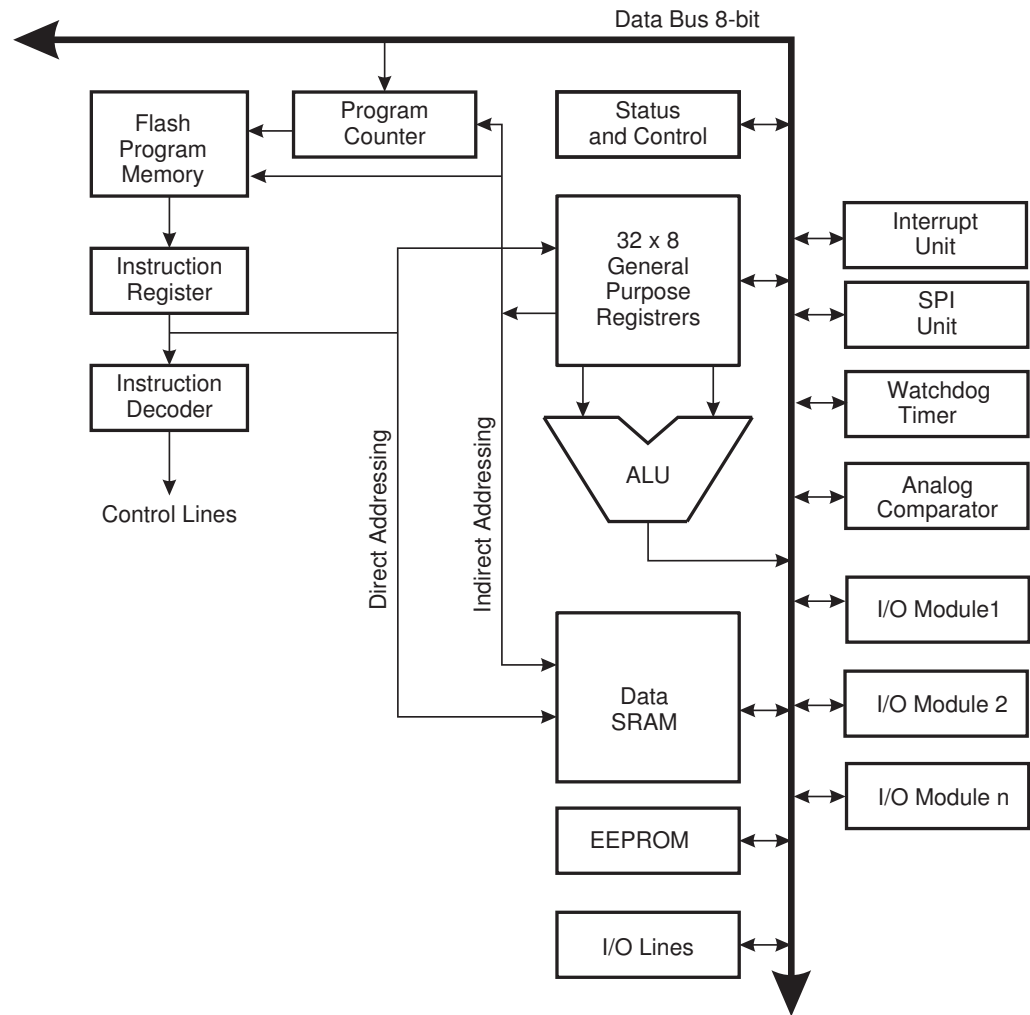 Data Bus 8-bit
Flash
Program
Memory
Program
Counter
Status
and Control
32 x 8
General
Purpose
Registrers
Interrupt
Unit
Instruction
Register
SPI
Unit
Instruction
Decoder
Watchdog
Timer
Direct Addressing
Indirect Addressing
ALU
Control Lines
Analog
Comparator
I/O Module1
Data
SRAM
I/O Module 2
I/O Module n
EEPROM
I/O Lines